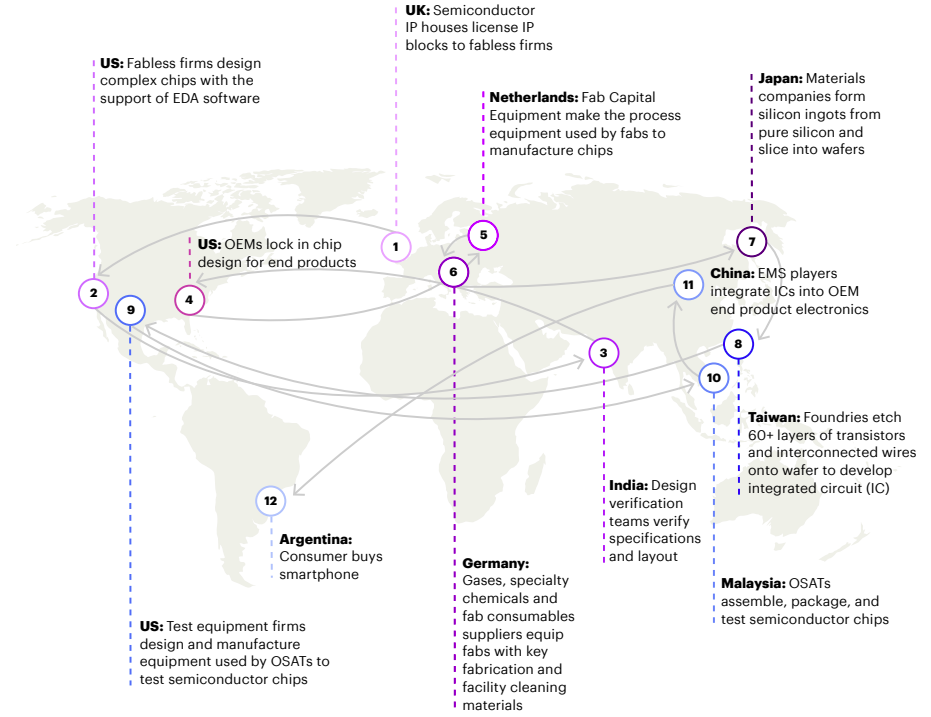 UK: Semiconductor
IP houses license IP
blocks to fabless firms
US: Fabless firms design
complex chips with the
support of EDA software
Netherlands: Fab Capital
Equipment make the process
equipment used by fabs to
manufacture chips
Japan: Materials
companies form
silicon ingots from
pure silicon and
slice into wafers
US: OEMs lock in chip
design for end products
1
5
7
6
2
9
4
11
China: EMS players
integrate ICs into OEM
end product electronics
3
8
10
Taiwan: Foundries etch
60+ layers of transistors
and interconnected wires
onto wafer to develop
integrated circuit (IC)
12
India: Design
verification
teams verify
specifications
and layout
Argentina:
Consumer buys
smartphone
Germany:
Gases, specialty
chemicals and
fab consumables
suppliers equip
fabs with key
fabrication and
facility cleaning
materials
Malaysia: OSATs
assemble, package, and
test semiconductor chips
US: Test equipment firms
design and manufacture
equipment used by OSATs to
test semiconductor chips